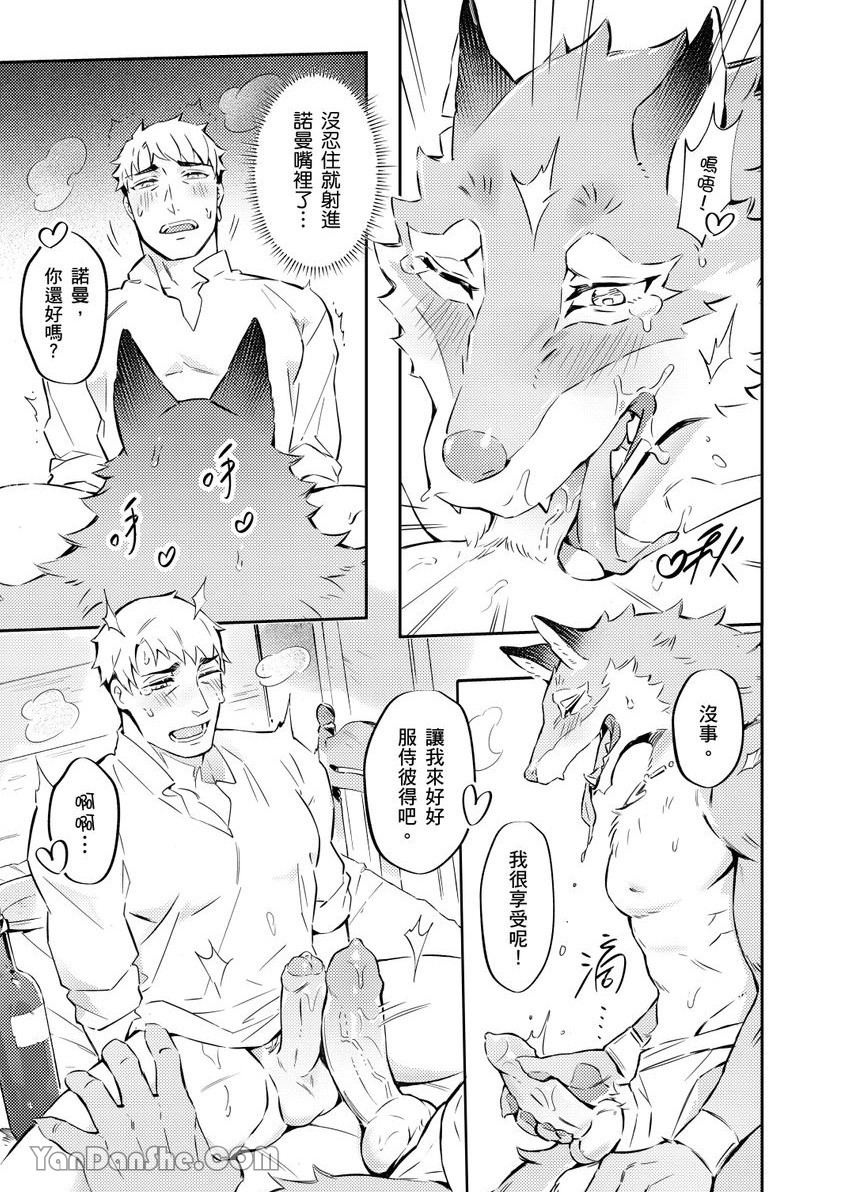 嗚唔！
啾
沒忍住就射進
諾曼嘴裡了…
諾曼，
你還好嗎？
呼
呼
沒事。
我很享受呢！
滴
……
讓我來好好
服侍彼得吧。
啊啊…
YanDanShe.com